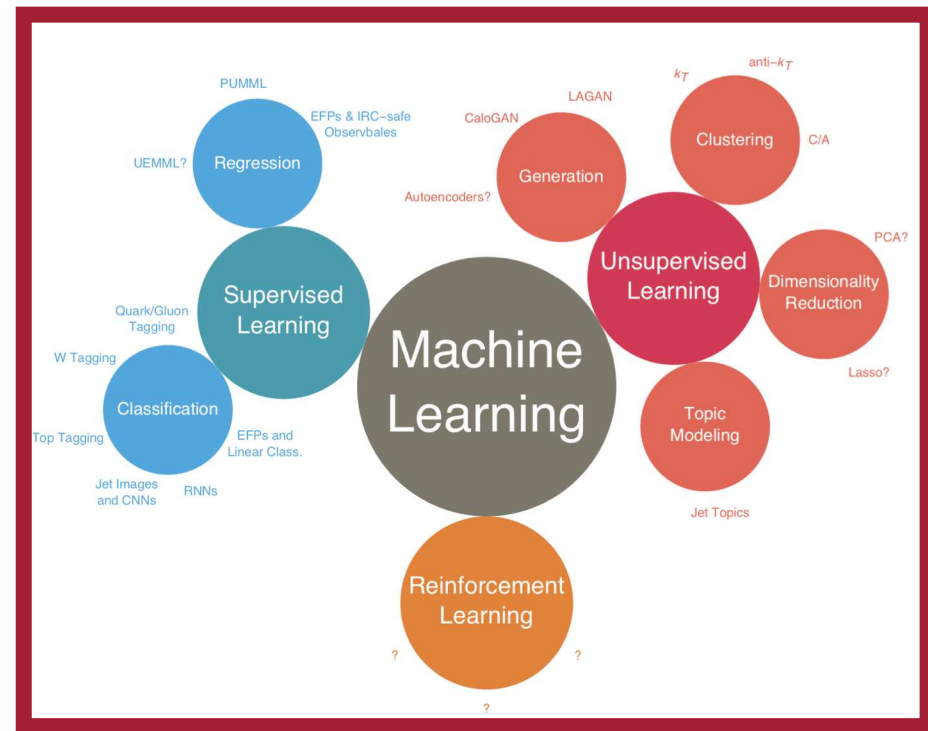 PUMML
EFPs & IRC-safe
Observbales
UEMML?
Regression
Supervised
Learning
Quark/Gluon
Tagging
W Tagging
Classification
Top Tagging
EFPs and
Linear Class.
Jet Images
and CNNs
RNNs
Machine
Learning
LAGAN
CaloGAN
Generation
Autoencoders?
anti-kT
kT
Clustering
C/A
Unsupervised
Learning
PCA?
Dimensionality
Reduction
Lasso?
Topic
Modeling
Jet Topics
Reinforcement
Learning
?
?
?